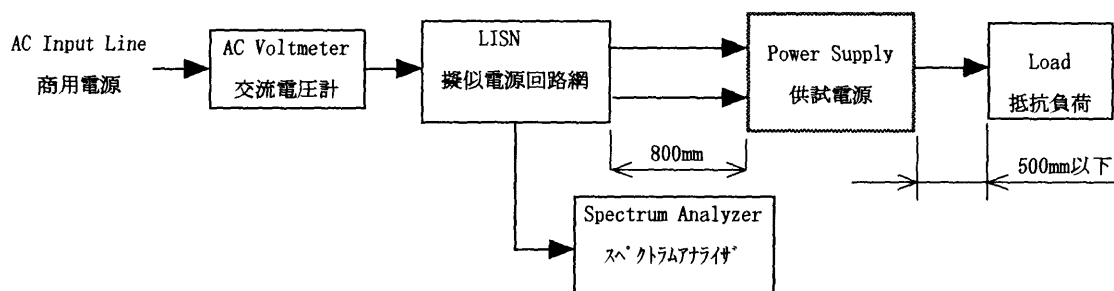 AC Input Line
商用電源
AC Voltmeter
交流電圧計
LISN
擬似電源回路網
Power Supply
供試電源
Load
抵抗負荷
800mm
500mm以下
Spectrum Analyzer
ｽﾍﾟｸﾄﾗﾑｱﾅﾗｲｻﾞ